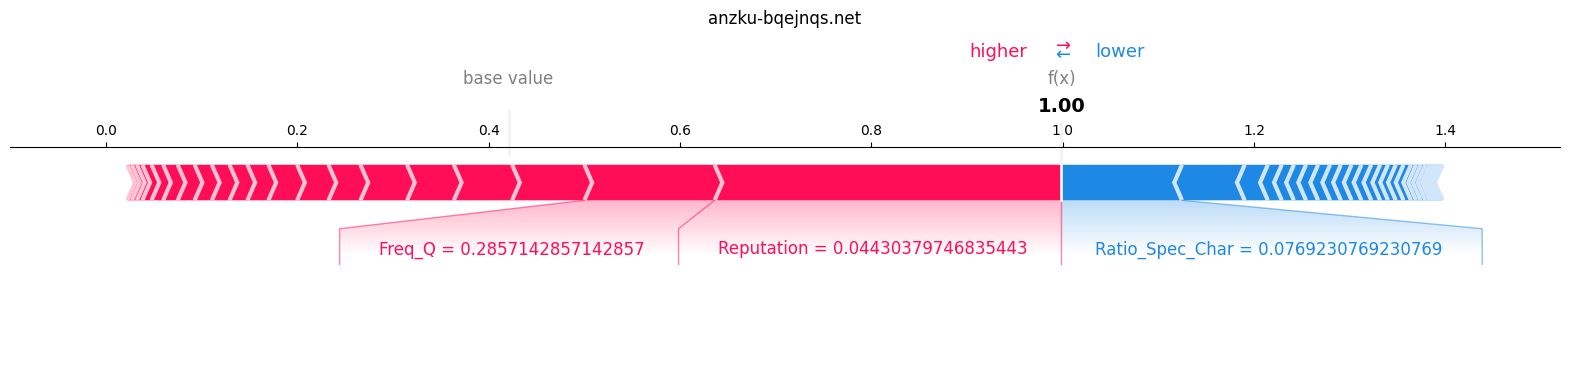 anzku-bqejnqs.net
higher → lower
←
base value f(x)
1.00
0.0 0.2 0.4 0.6 0.8 1.0 1.2 1.4
Freq_Q = 0.2857142857142857 Reputation = 0.04430379746835443 Ratio_Spec_Char = 0.0769230769230769